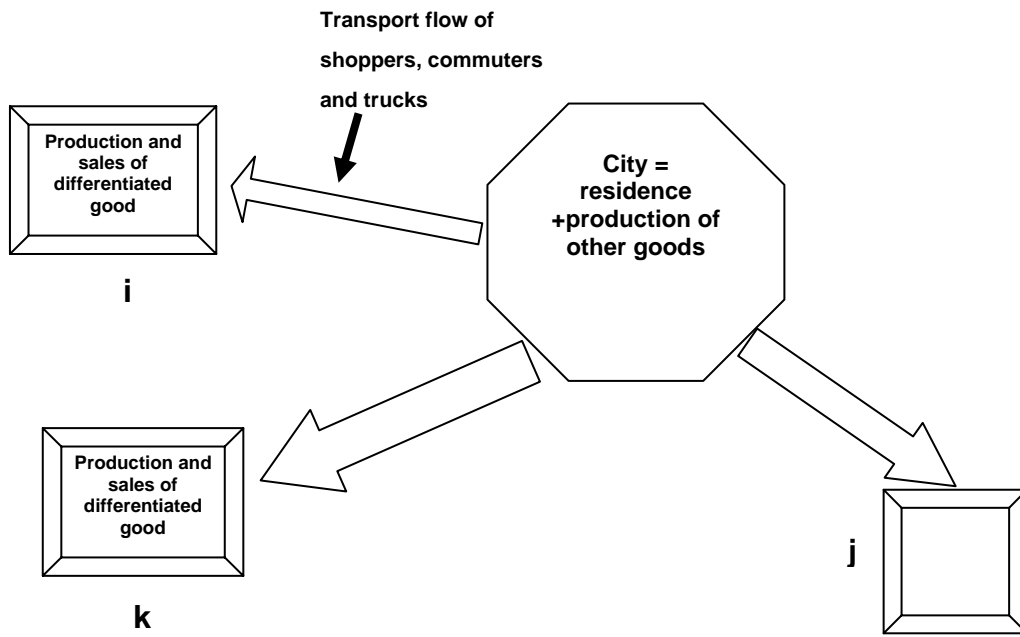 Transport flow of
shoppers, commuters
and trucks
Production and
sales of
differentiated
good
i
City =
residence
+production of
other goods
Production and
sales of
differentiated
good
k
j